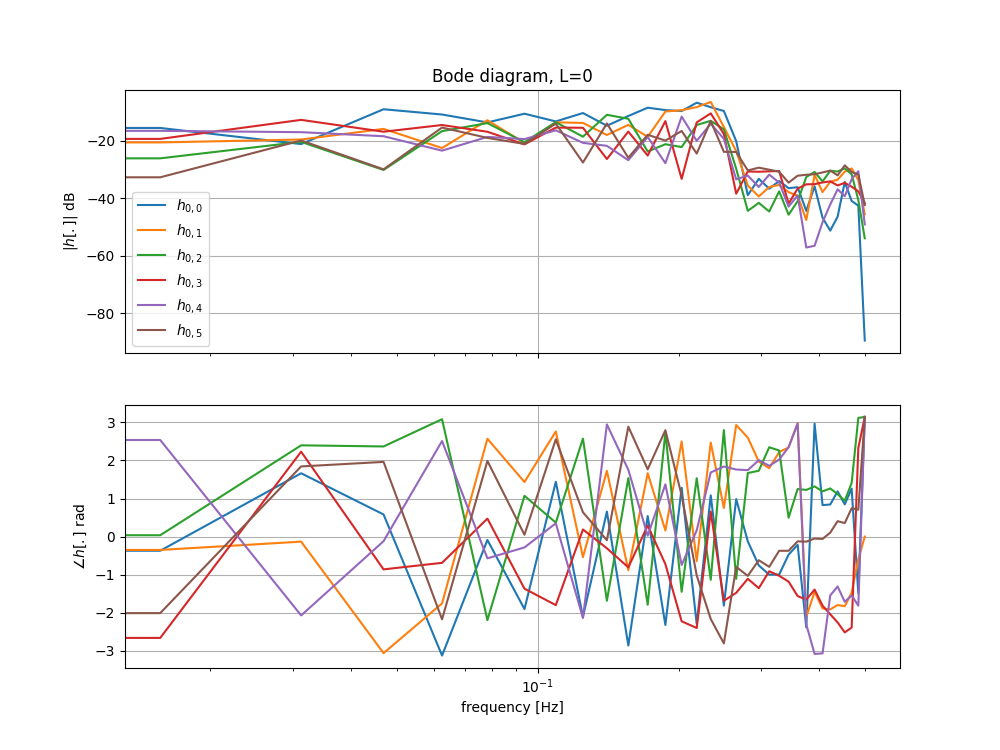 Bode diagram, L=0
|h[.]| dB
−20
−40
−60
−80
h0,0
h0,1
h0,2
h0,3
h0,4
h0,5
∠h[.] rad
3
2
1
0
−1
−2
−3
10−1
frequency [Hz]